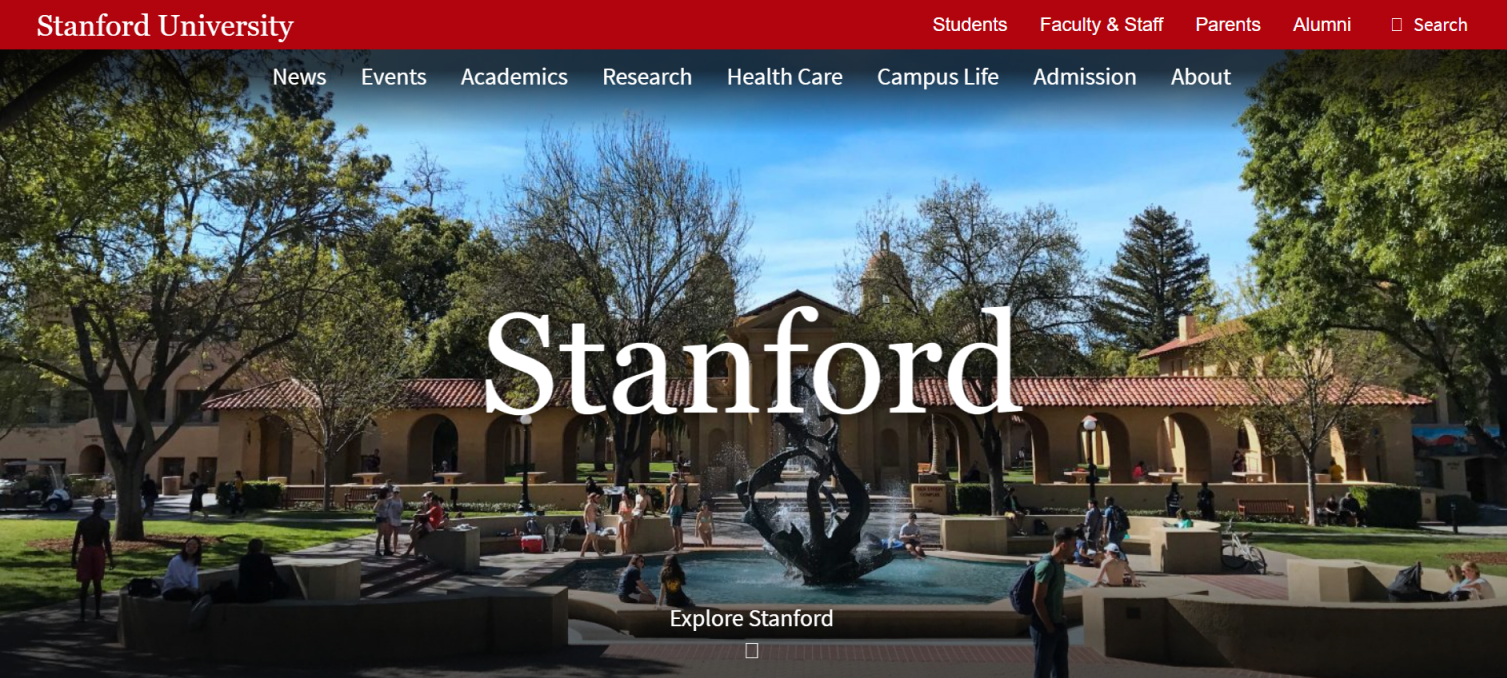 Stanford University Students Faculty & Staff Parents Alumni Search
News Events Academics Research Health Care Campus Life Admission About
Stanford
Explore Stanford